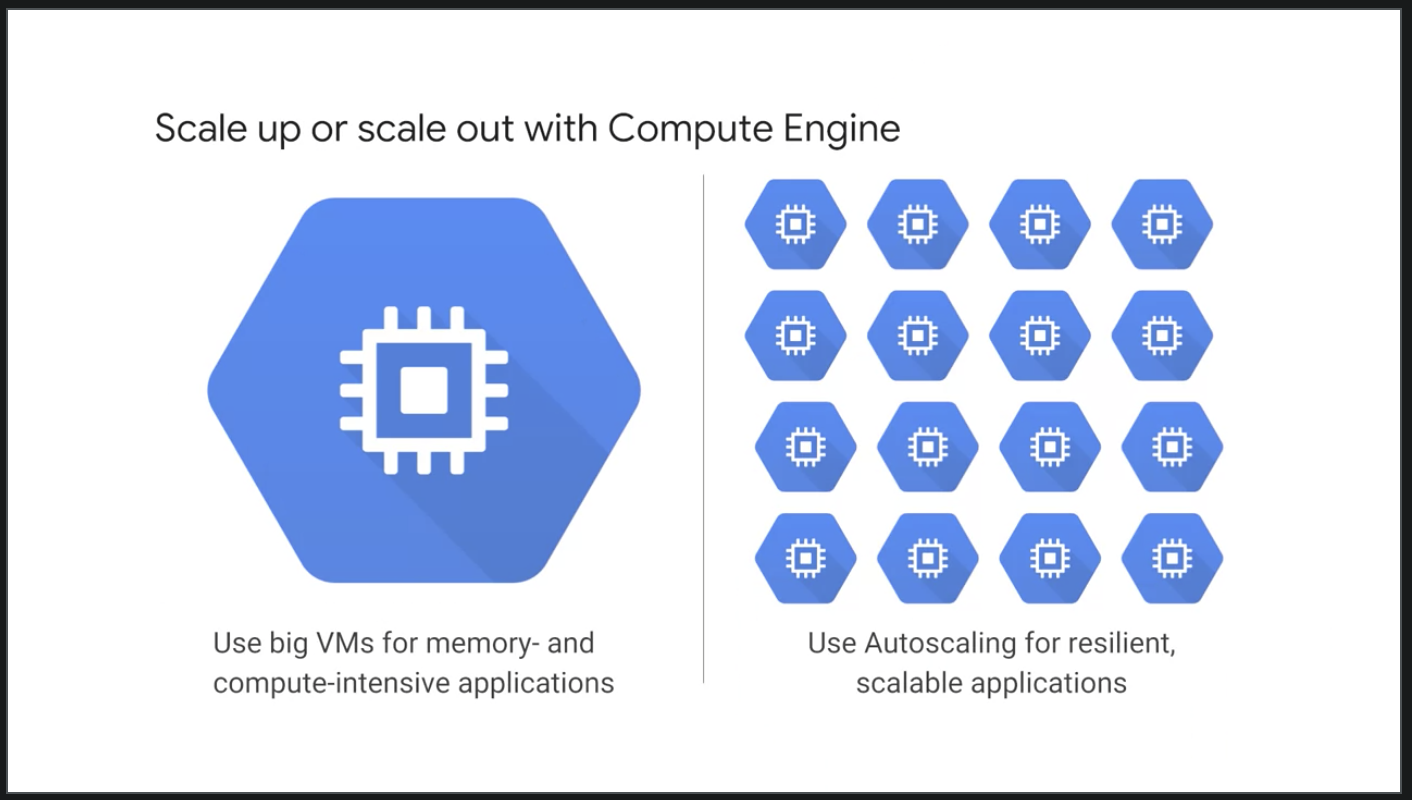 Scale up or scale out with Compute Engine
Use big VMs for memory- and
compute-intensive applications
Use Autoscaling for resilient,
scalable applications